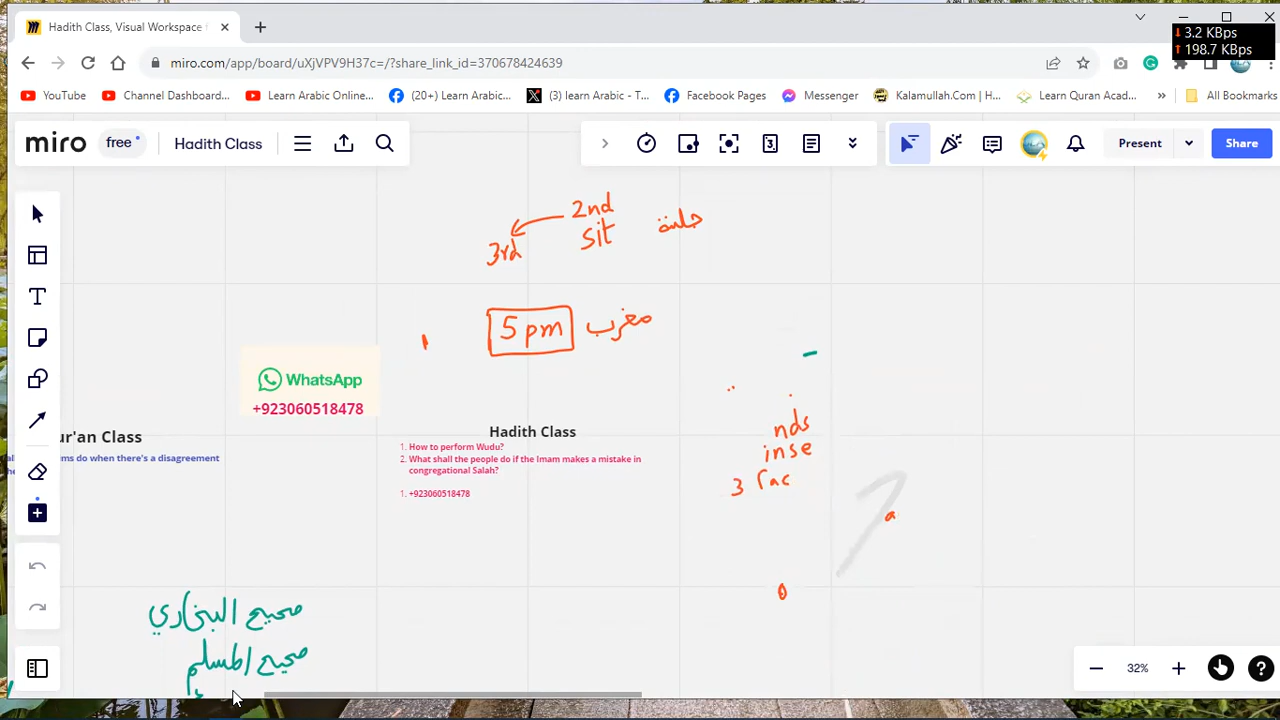 Hadith Class, Visual Workspace f
3.2 KBps
198.7 KBps
miro.com/app/board/uXjVPV9H37c=/?share_link_id=370678424639
YouTube
Channel Dashboard...
Learn Arabic Online...
(20+) Learn Arabic...
(3) learn Arabic - T...
Facebook Pages
Messenger
Kalamullah.Com | H...
Learn Quran Acad...
»
All Bookmarks
miro
free
Hadith Class
Present
Share
2nd
Sit
جلسة
3rd
5 pm
مغرب
WhatsApp
+923060518478
ur'an Class
ms do when there's a disagreement
Hadith Class
1. How to perform Wudu?
2. What shall the people do if the Imam makes a mistake in
congregational Salah?
1. +923060518478
nds
inse
3 rac
a
صحيح البخاري
صحيح المسلم
32%